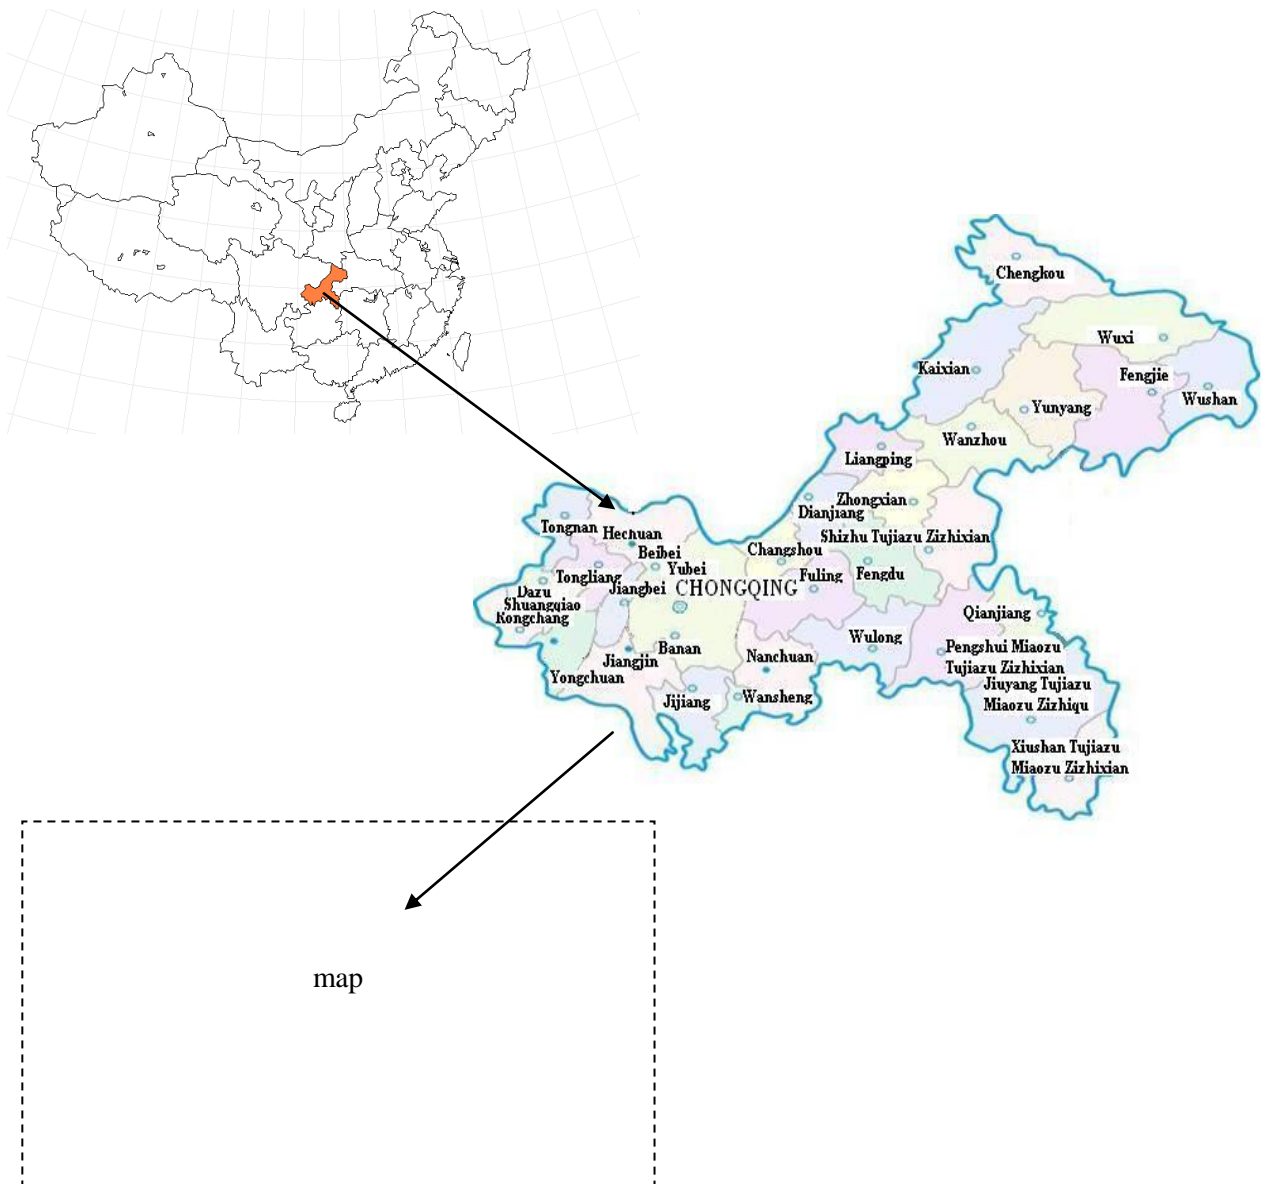 Chengkou
Wuxi
Kaixian
Fengjie
Wushan
Yunyang
Wanzhou
Liangping
Zhongxian
Dianjiang
Tongnan
Hechuan
Shizhu Tujiazu Zizhixian
Beibei
Changshou
Yubei
Tongliang
Fuling
Fengdu
Jiangbei
CHONGQING
Dazu
Shuangqiao
Rongchang
Qianjiang
Wulong
Banan
Pengshui Miaozu
Tujiazu Zizhixian
Nanchuan
Jiangjin
Yongchuan
Jiuyang Tujiazu
Miaozu Zizhiqu
Jijiang
Wansheng
Xiushan Tujiazu
Miaozu Zizhixian
map